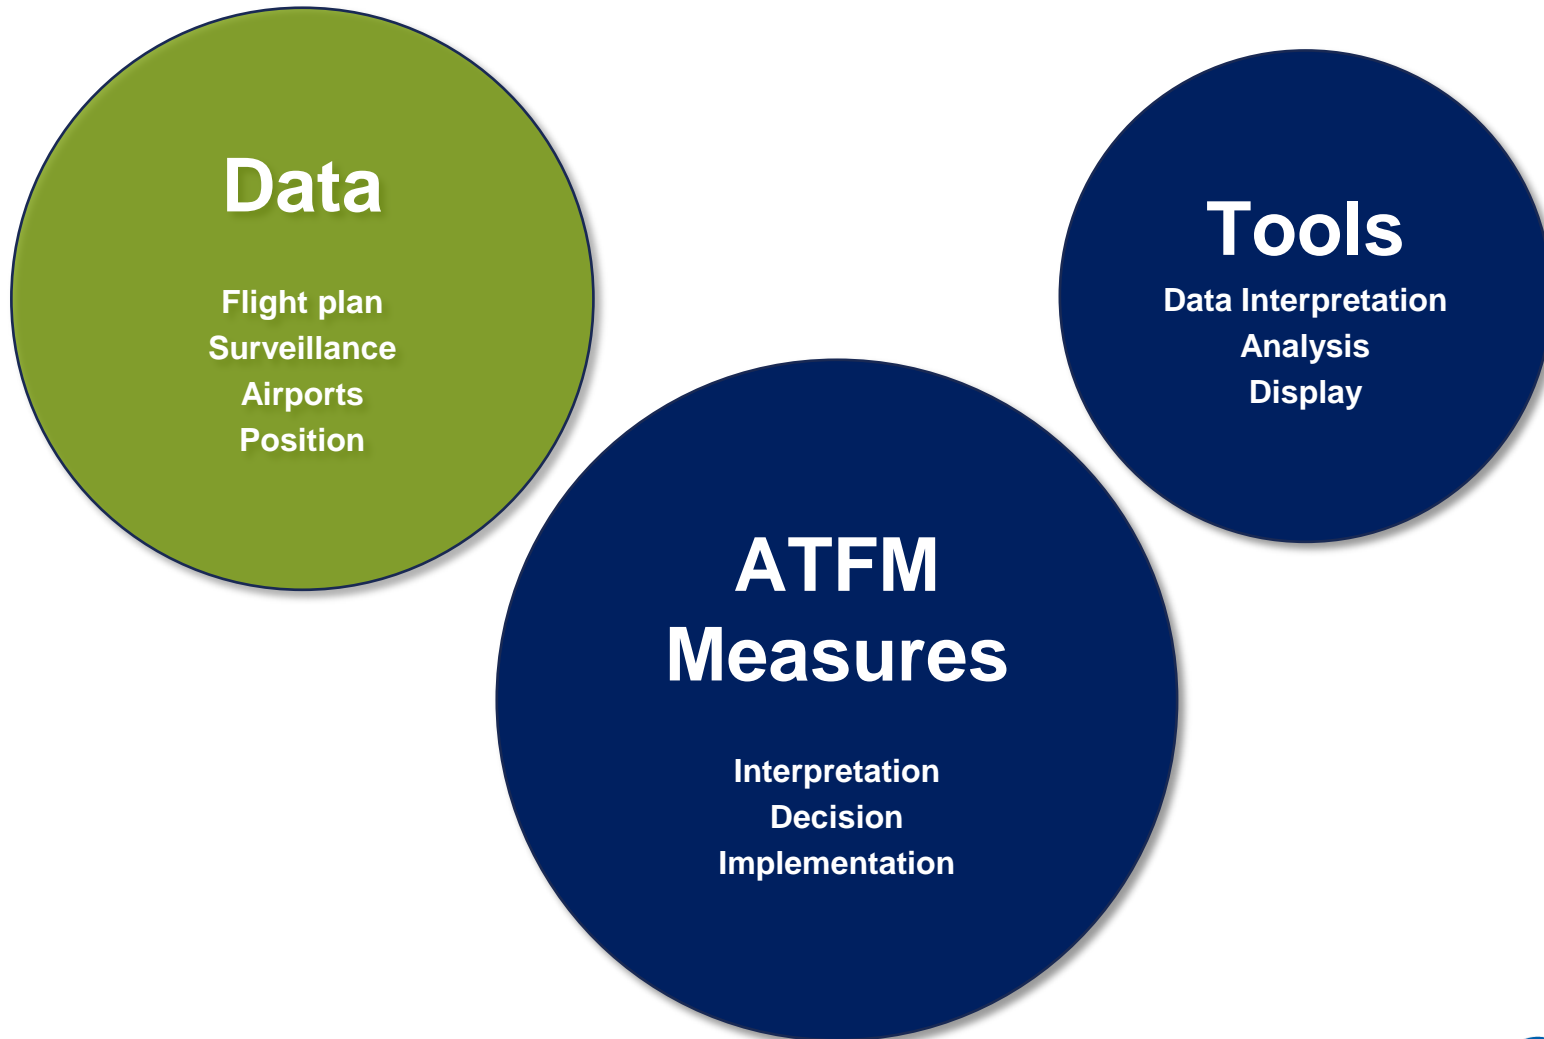 Data
Flight plan
Surveillance
Airports
Position
Tools
Data Interpretation
Analysis
Display
ATFM
Measures
Interpretation
Decision
Implementation